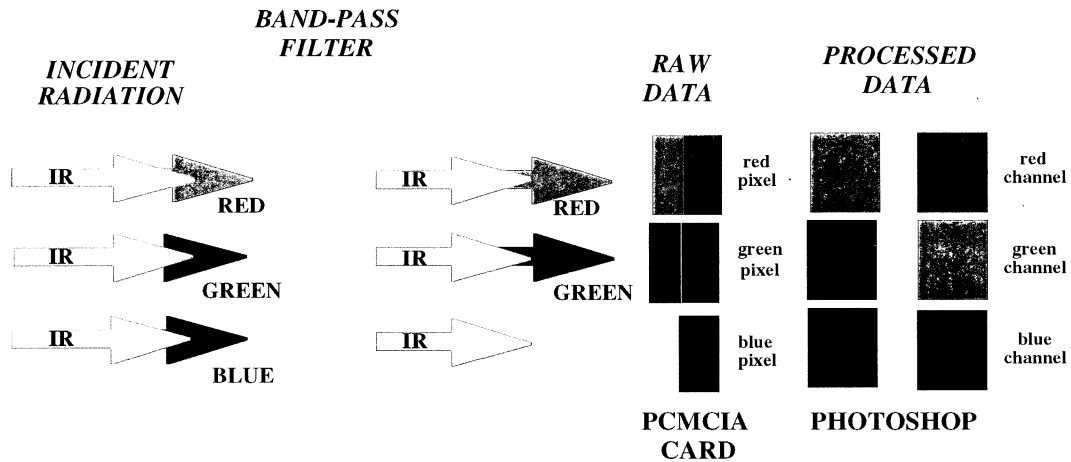 BAND-PASS
FILTER
INCIDENT
RADIATION
RAW
DATA
PROCESSED
DATA
IR
RED
IR
RED
red
pixel
red
channel
IR
GREEN
IR
GREEN
green
pixel
green
channel
IR
BLUE
IR
blue
pixel
blue
channel
PCMCIA
CARD
PHOTOSHOP